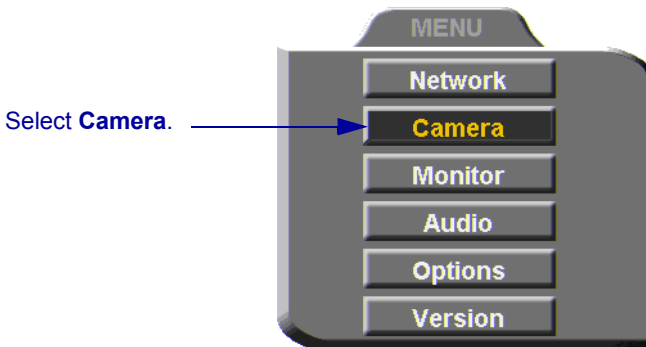 MENU
Network
Select Camera.
Camera
Monitor
Audio
Options
Version